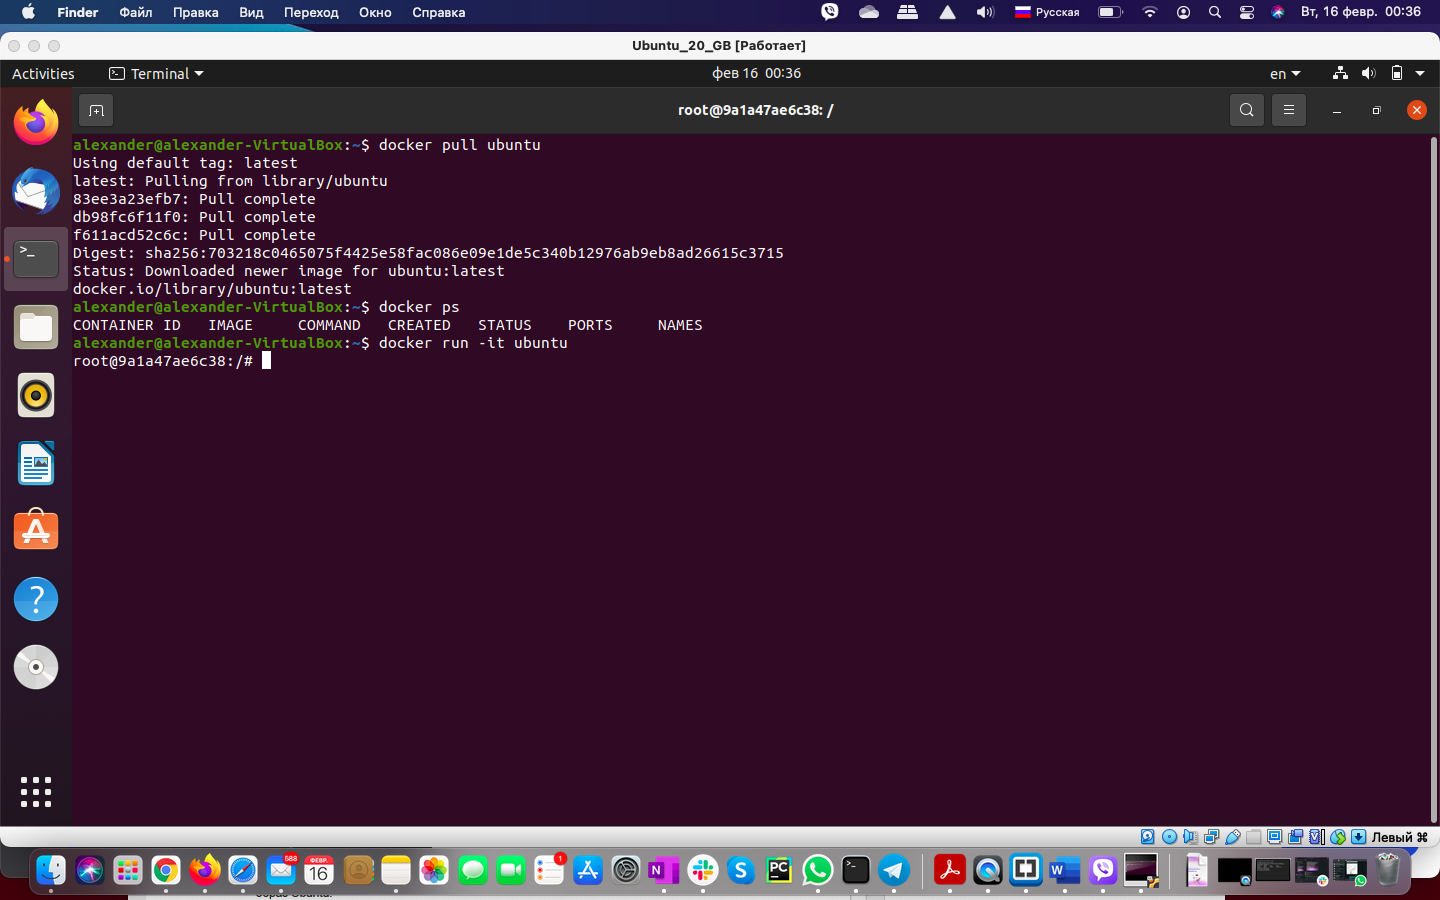 Finder Файл Правка Вид Переход Окно Справка Русская Вт, 16 февр. 00:36
Ubuntu_20_GB [Работает]
Activities Terminal фев 16 00:36 en
root@9a1a47ae6c38: /
alexander@alexander-VirtualBox:~$ docker pull ubuntu
Using default tag: latest
latest: Pulling from library/ubuntu
83ee3a23efb7: Pull complete
db98fc6f11f0: Pull complete
f611acd52c6c: Pull complete
Digest: sha256:703218c0465075f4425e58fac086e09e1de5c340b12976ab9eb8ad26615c3715
Status: Downloaded newer image for ubuntu:latest
docker.io/library/ubuntu:latest
alexander@alexander-VirtualBox:~$ docker ps
CONTAINER ID IMAGE COMMAND CREATED STATUS PORTS NAMES
alexander@alexander-VirtualBox:~$ docker run -it ubuntu
root@9a1a47ae6c38:/#
Левый ⌘
588
ФЕВР.
16
1
N
PC
W